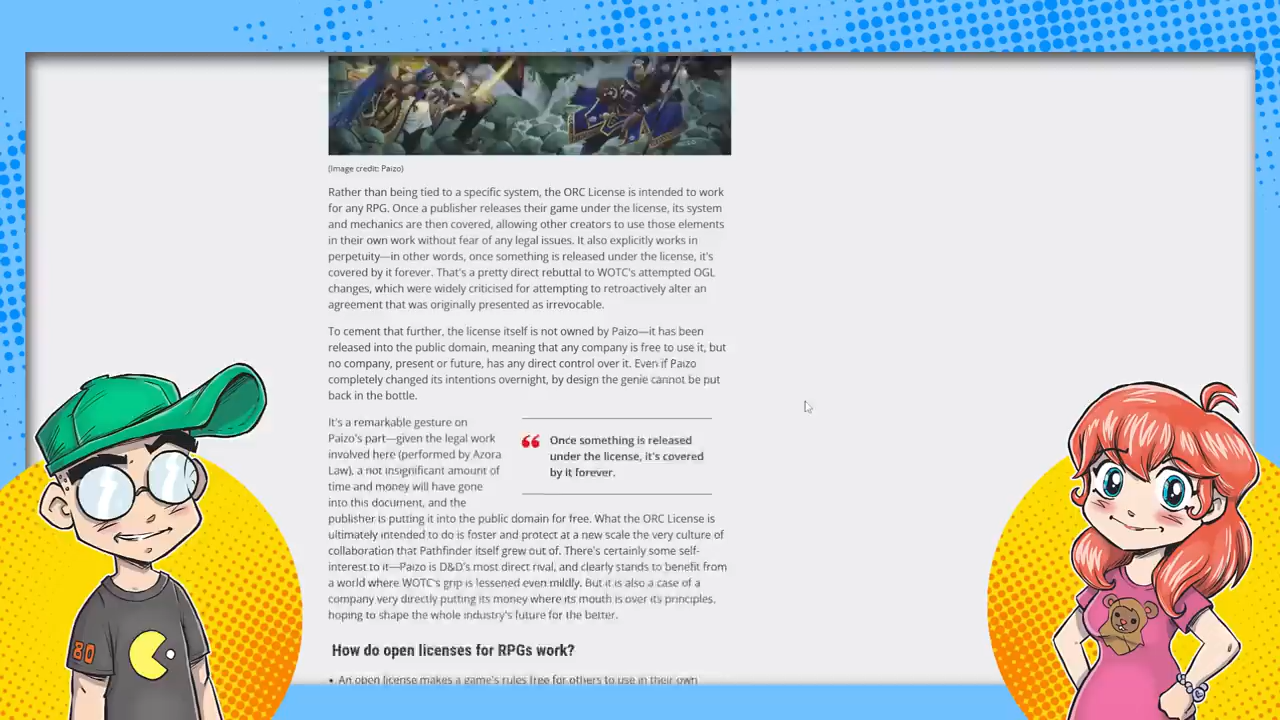 (Image credit: Paizo)
Rather than being tied to a specific system, the ORC License is intended to work
for any RPG. Once a publisher releases their game under the license, its system
and mechanics are then covered, allowing other creators to use those elements
in their own work without fear of any legal issues. It also explicitly works in
perpetuity—in other words, once something is released under the license, it's
covered by it forever. That's a pretty direct rebuttal to WOTC's attempted OGL
changes, which were widely criticised for attempting to retroactively alter an
agreement that was originally presented as irrevocable.
To cement that further, the license itself is not owned by Paizo—it has been
released into the public domain, meaning that any company is free to use it, but
no company, present or future, has any direct control over it. Even if Paizo
completely changed its intentions overnight, by design the genie cannot be put
back in the bottle.
It's a remarkable gesture on
Paizo's part—given the legal work
involved here (performed by Azora
Law), a not insignificant amount of
time and money will have gone
into this document, and the
Once something is released
under the license, it's covered
by it forever.
publisher is putting it into the public domain for free. What the ORC License is
ultimately intended to do is foster and protect at a new scale the very culture of
collaboration that Pathfinder itself grew out of. There's certainly some self-
interest to it—Paizo is D&D's most direct rival, and clearly stands to benefit from
a world where WOTC's grip is lessened even mildly. But it is also a case of a
company very directly putting its money where its mouth is over its principles,
hoping to shape the whole industry's future for the better.
How do open licenses for RPGs work?
• An open license makes a game's rules free for others to use in their own
80